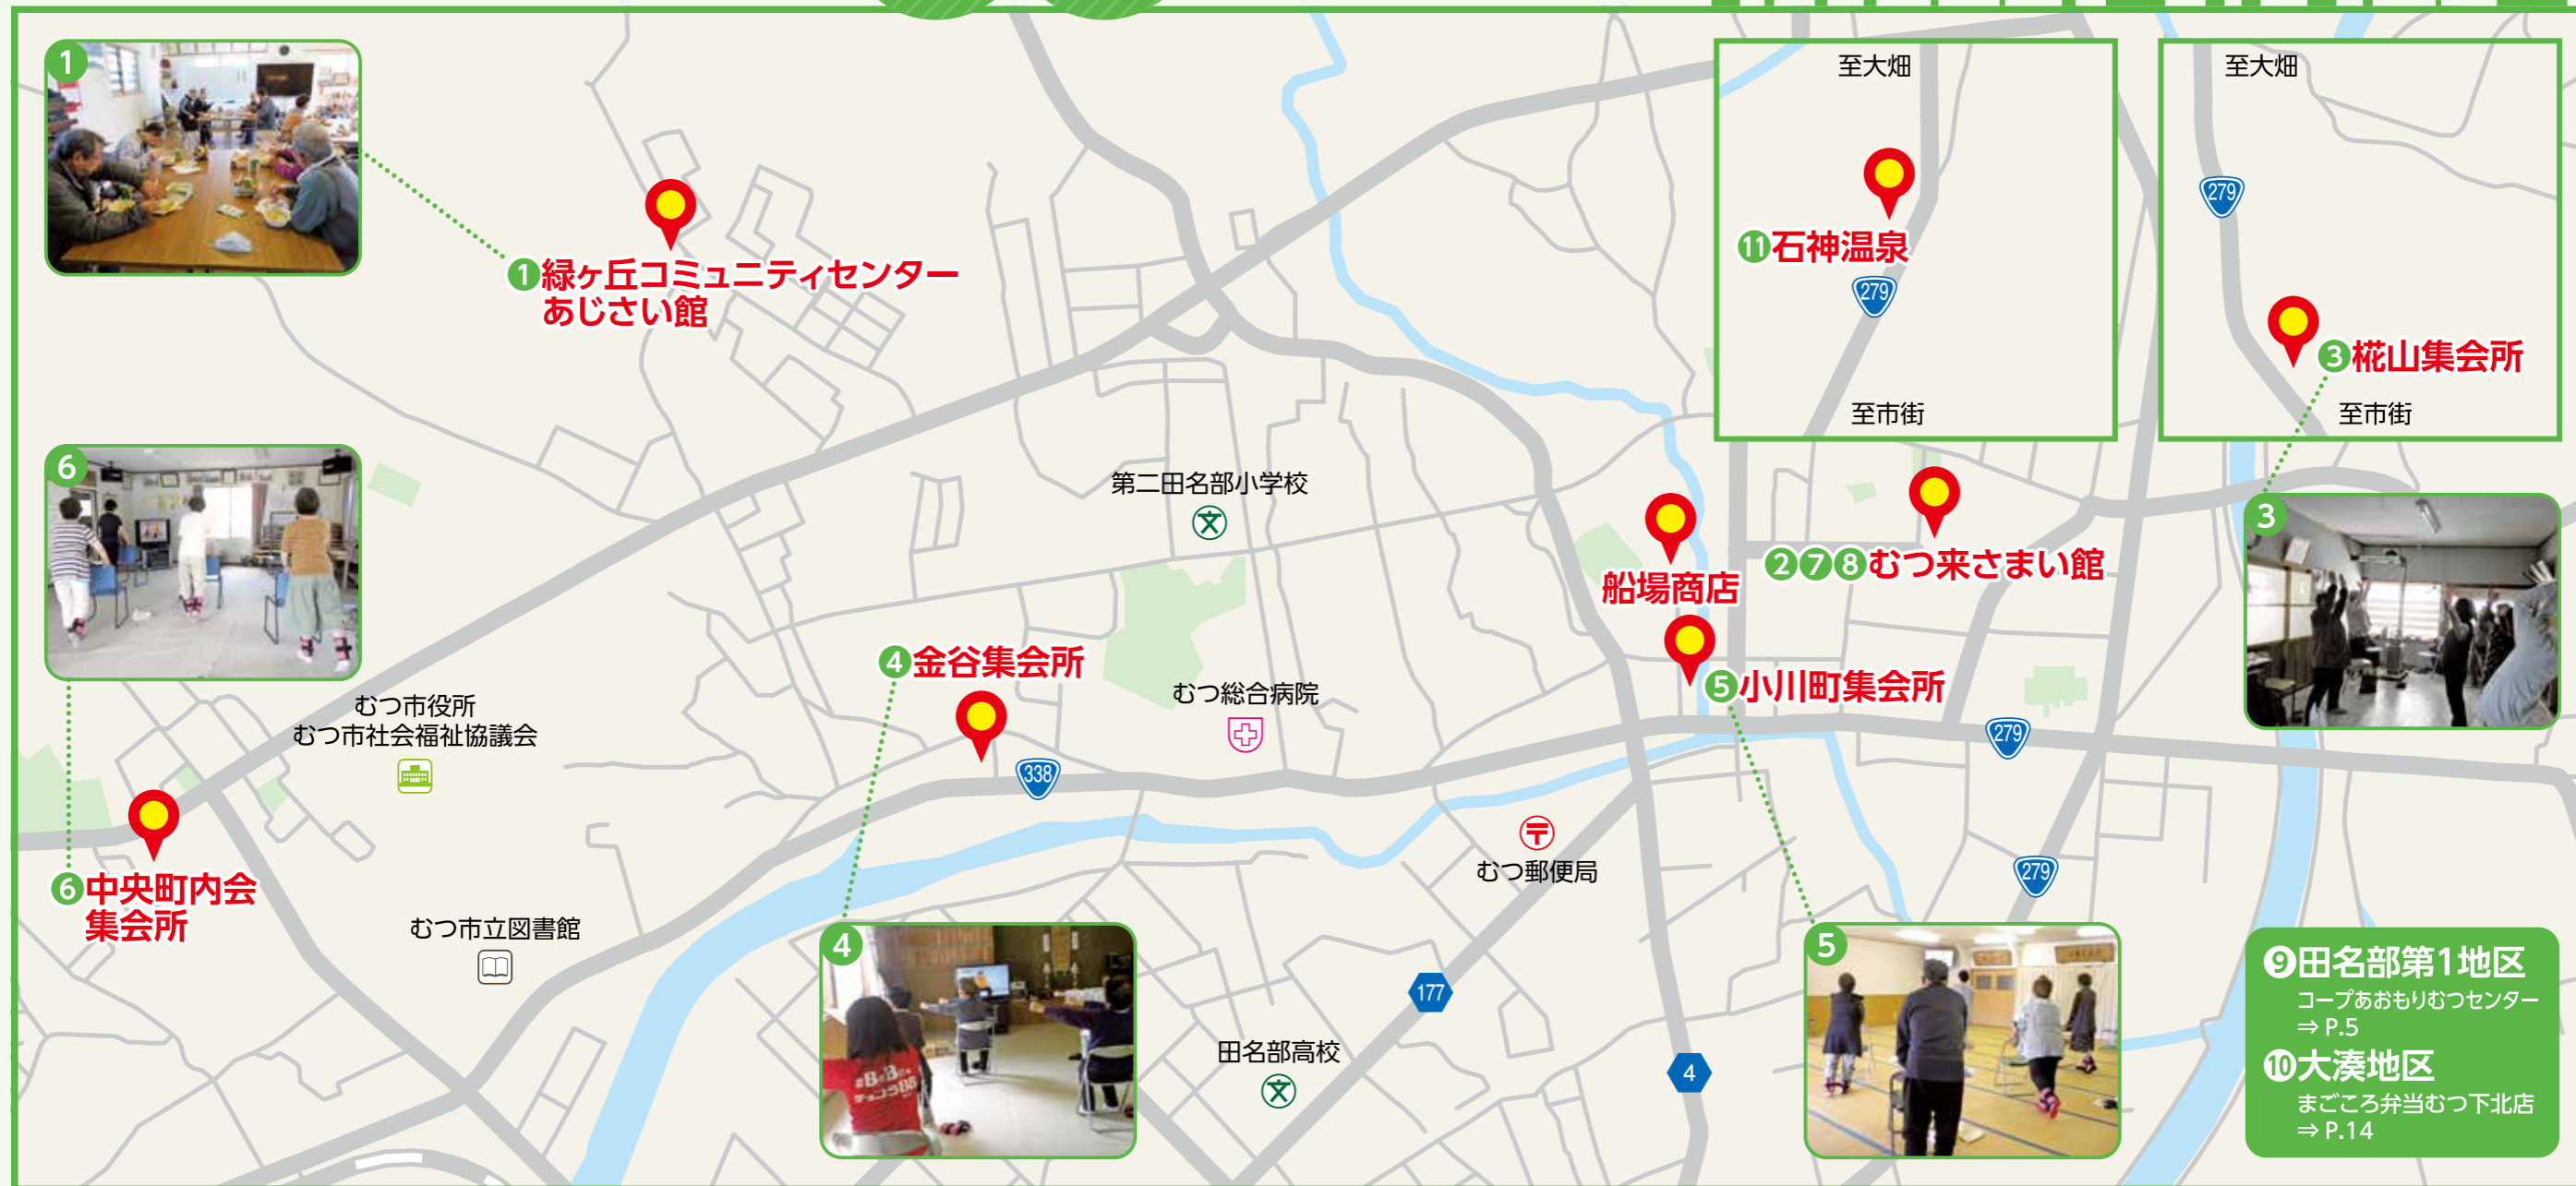 1
❶緑ヶ丘コミュニティセンター
あじさい館
至大畑
⓫石神温泉
279
至市街
至大畑
279
❸椛山集会所
至市街
3
6
第二田名部小学校
文
船場商店
❷❼❽むつ来さまい館
❹金谷集会所
むつ総合病院
❺小川町集会所
むつ市役所
むつ市社会福祉協議会
338
279
279
〒
むつ郵便局
❻中央町内会
集会所
むつ市立図書館
4
177
田名部高校
文
4
5
❾田名部第1地区
コープあおもりむつセンター
⇒ P.5
❿大湊地区
まごころ弁当むつ下北店
⇒ P.14